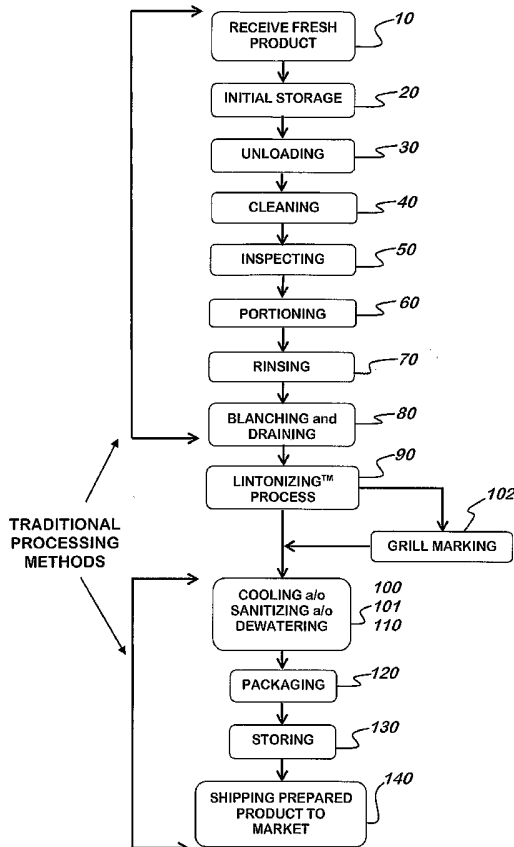 RECEIVE FRESH
PRODUCT
10
INITIAL STORAGE
20
UNLOADING
30
CLEANING
40
INSPECTING
50
PORTIONING
60
RINSING
70
BLANCHING and
DRAINING
80
LINTONIZING™
PROCESS
90
102
GRILL MARKING
TRADITIONAL
PROCESSING
METHODS
COOLING a/o
SANITIZING a/o
DEWATERING
100
101
110
PACKAGING
120
STORING
130
SHIPPING PREPARED
PRODUCT TO
MARKET
140